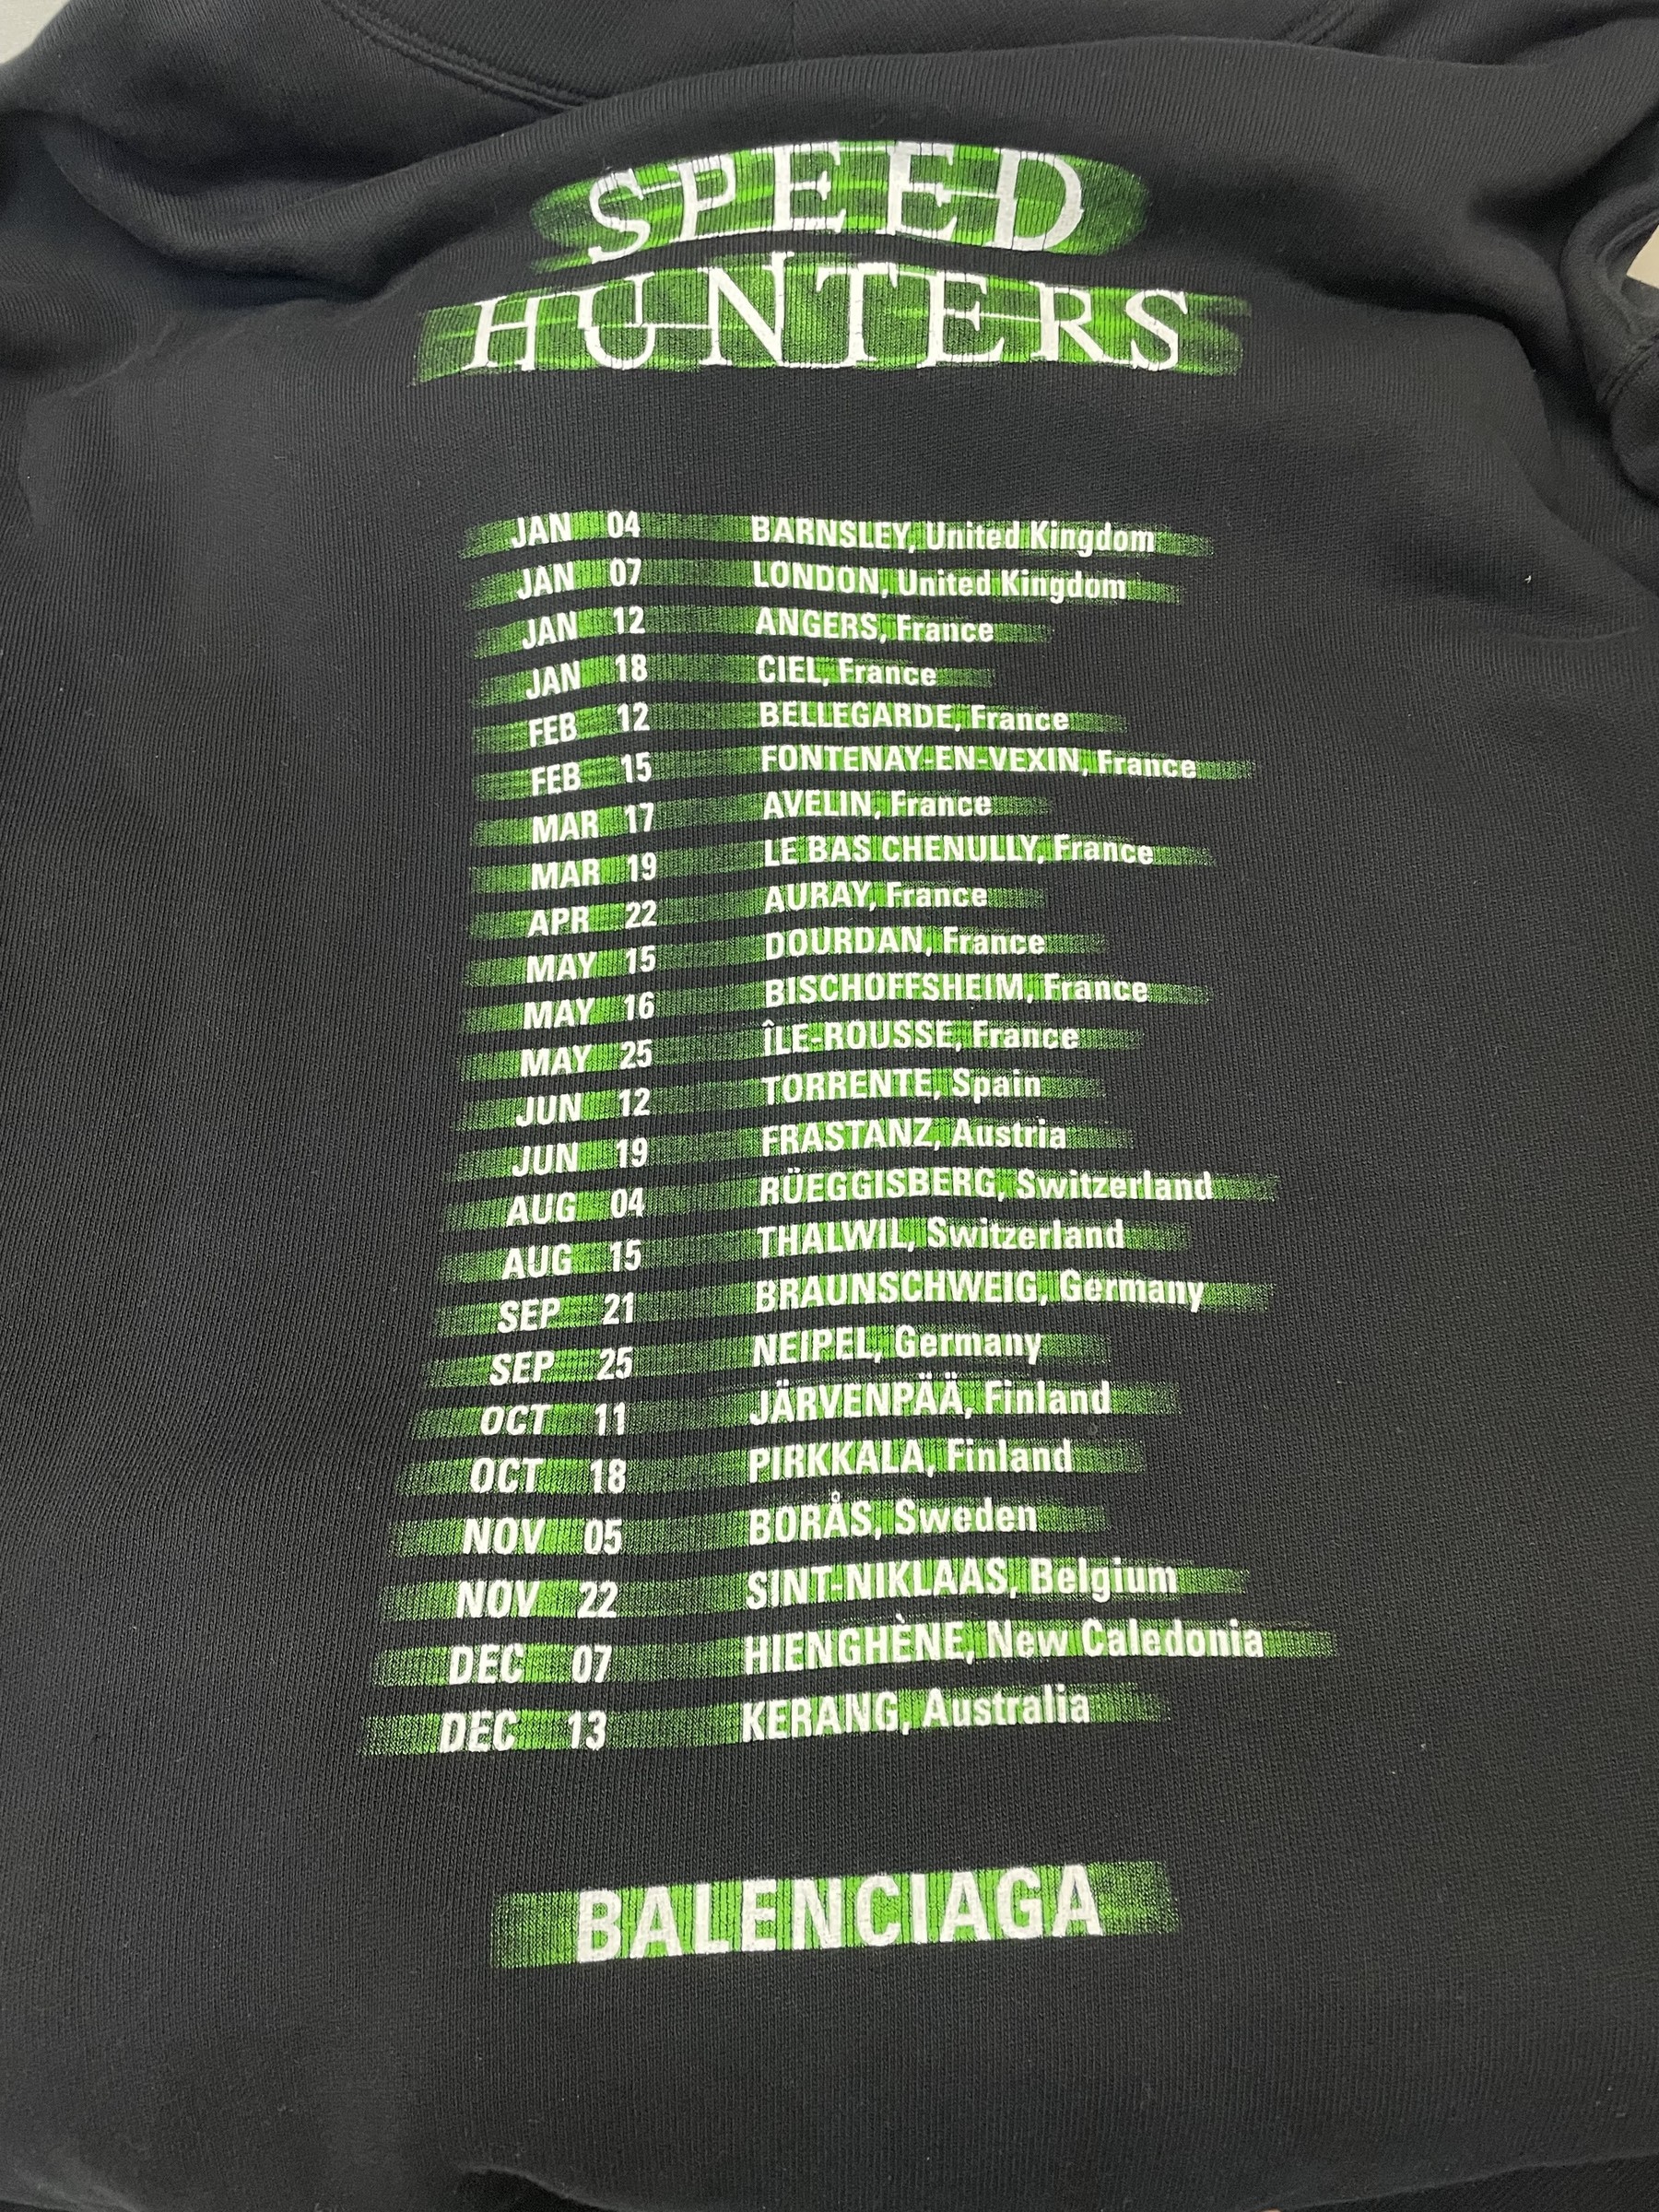 SPEED
HUNTERS
JAN 04 BARNSLEY, United Kingdom
JAN 07 LONDON, United Kingdom
JAN 12 ANGERS, France
JAN 18 CIEL, France
FEB 12 BELLEGARDE, France
FEB 15 FONTENAY-EN-VEXIN, France
MAR 17 AVELIN, France
MAR 19 LE BAS CHENULLY, France
APR 22 AURAY, France
MAY 15 DOURDAN, France
MAY 16 BISCHOFFSHEIM, France
MAY 25 ÎLE-ROUSSE, France
JUN 12 TORRENTE, Spain
JUN 19 FRASTANZ, Austria
AUG 04 RÜEGGISBERG, Switzerland
AUG 15 THALWIL, Switzerland
SEP 21 BRAUNSCHWEIG, Germany
SEP 25 NEIPEL, Germany
OCT 11 JÄRVENPÄÄ, Finland
OCT 18 PIRKKALA, Finland
NOV 05 BORÅS, Sweden
NOV 22 SINT-NIKLAAS, Belgium
DEC 07 HIENGHÈNE, New Caledonia
DEC 13 KERANG, Australia
BALENCIAGA